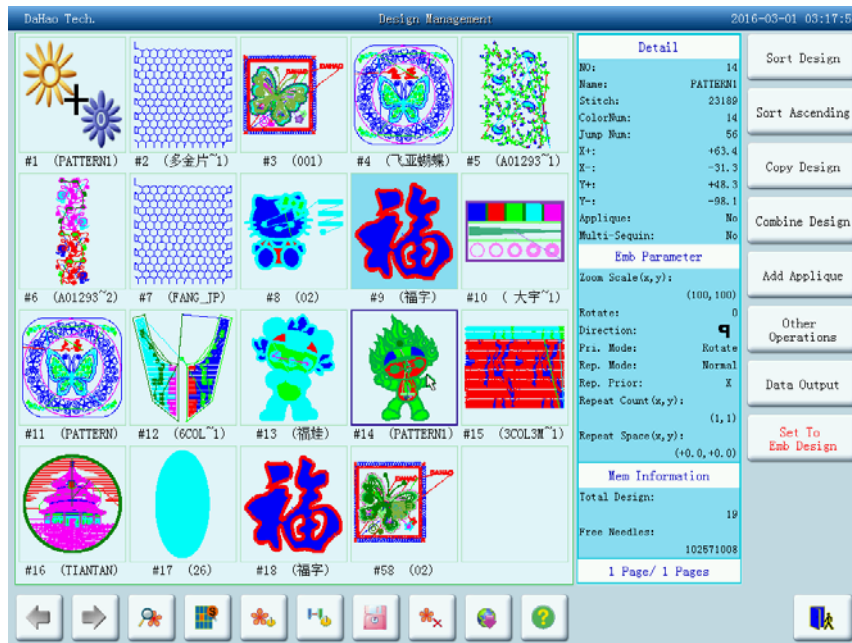 DaHao Tech.
Design Management
2016-03-01 03:17:5
#1 (PATTERN1)
#2 (多金片~1)
#3 (001)
#4 (飞亚蝴蝶)
#5 (A01293~1)
#6 (A01293~2)
#7 (FANG_JP)
#8 (02)
#9 (福字)
#10 (大宇~1)
#11 (PATTERN)
#12 (6COL~1)
#13 (福娃)
#14 (PATTERN1)
#15 (3COL3M~1)
#16 (TIANTAN)
#17 (26)
#18 (福字)
#58 (02)
DAHAO
DAHAO
福
福
Detail
NO: 14
Name: PATTERN1
Stitch: 23189
ColorNum: 14
Jump Num: 56
X+: +63.4
X-: -31.3
Y+: +48.3
Y-: -98.1
Applique: No
Multi-Sequin: No
Emb Parameter
Zoom Scale(x,y):
(100,100)
Rotate: 0
Direction: q
Pri. Mode: Rotate
Rep. Mode: Normal
Rep. Prior: X
Repeat Count(x,y):
(1,1)
Repeat Space(x,y):
(+0.0,+0.0)
Mem Information
Total Design:
19
Free Needles:
102571008
1 Page/ 1 Pages
Sort Design
Sort Ascending
Copy Design
Combine Design
Add Applique
Other
Operations
Data Output
Set To
Emb Design